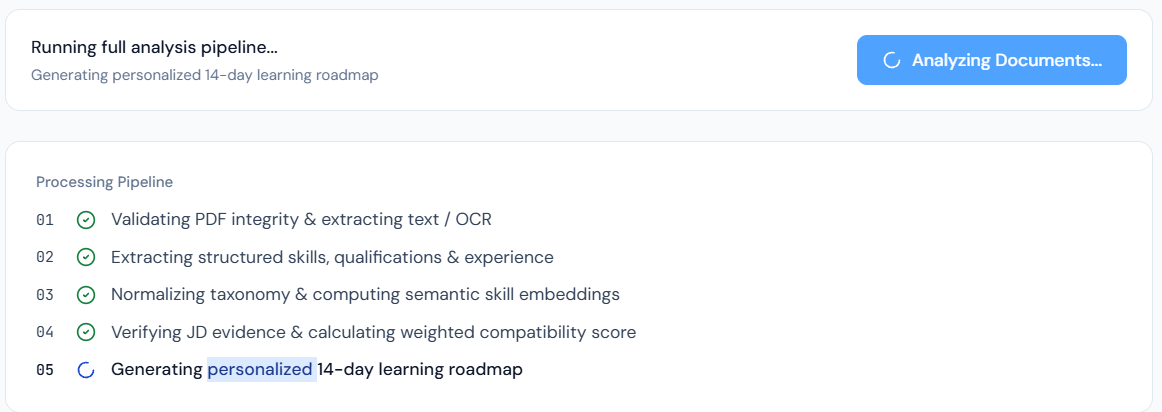 Running full analysis pipeline...
Generating personalized 14-day learning roadmap
Analyzing Documents...
Processing Pipeline
01 Validating PDF integrity & extracting text / OCR
02 Extracting structured skills, qualifications & experience
03 Normalizing taxonomy & computing semantic skill embeddings
04 Verifying JD evidence & calculating weighted compatibility score
05 Generating personalized 14-day learning roadmap